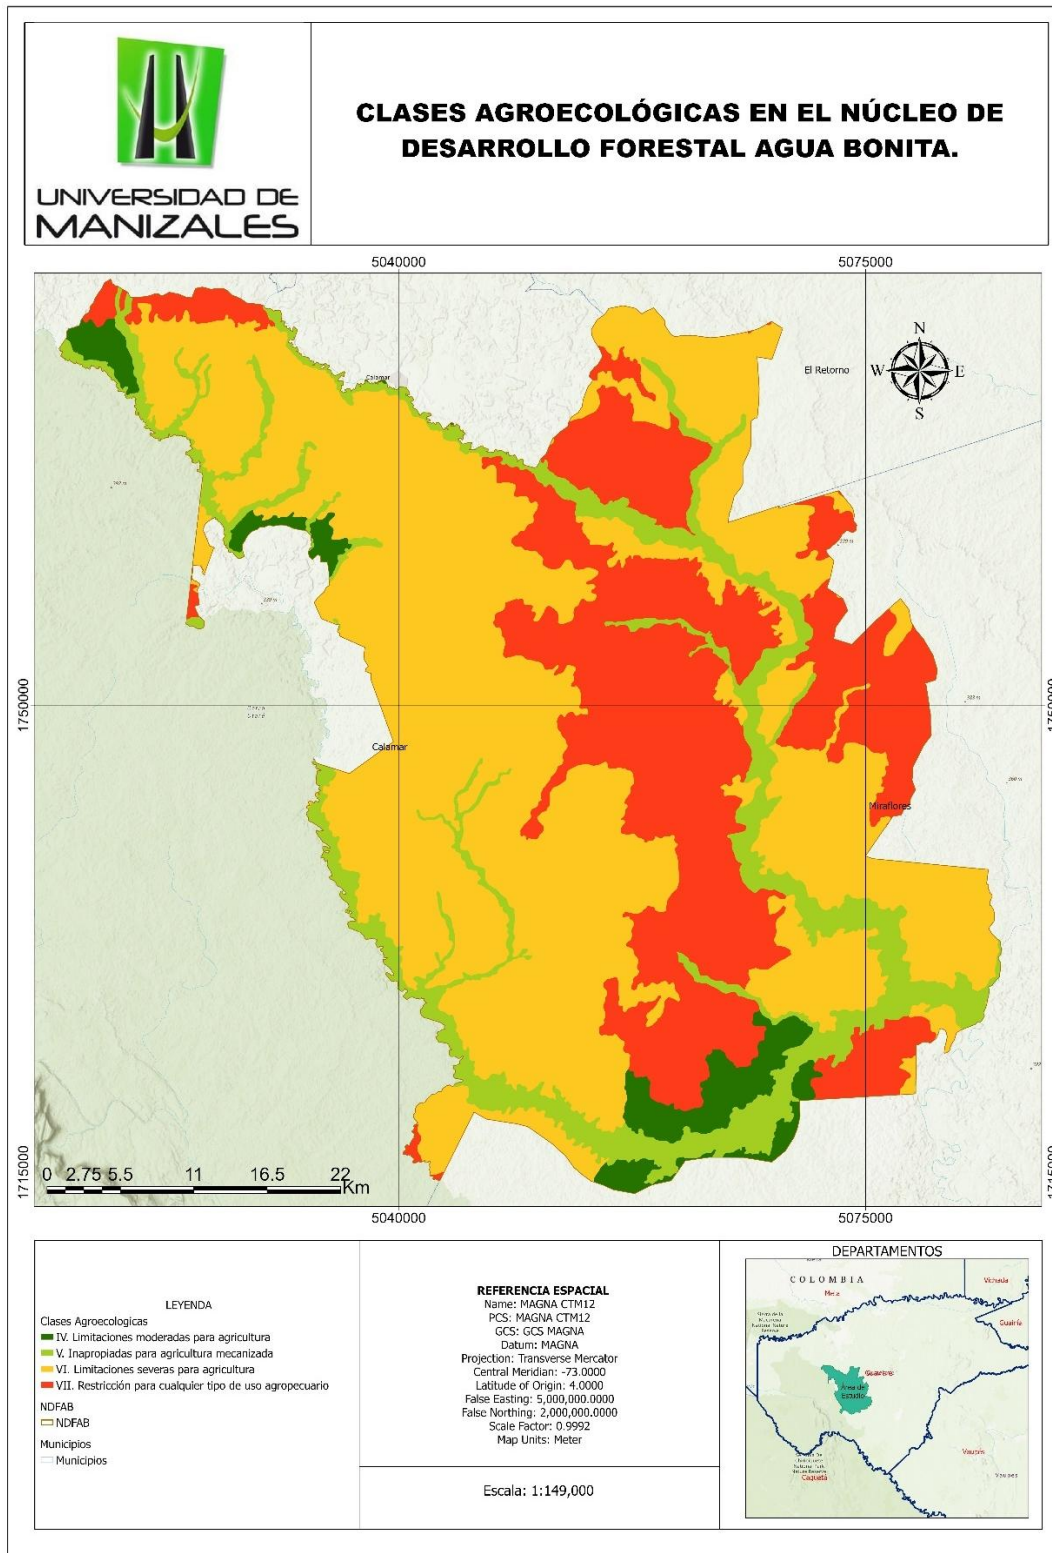 UNIVERSIDAD DE
MANIZALES
CLASES AGROECOLÓGICAS EN EL NÚCLEO DE
DESARROLLO FORESTAL AGUA BONITA.
5040000
5075000
N
W
E
S
El Retorno
Calamar
1750000
1750000
Calamar
Miraflores
1715000
1715000
0 2.75 5.5 11 16.5 22
Km
5040000
5075000
LEYENDA
Clases Agroecologicas
IV. Limitaciones moderadas para agricultura
V. Inapropiadas para agricultura mecanizada
VI. Limitaciones severas para agricultura
VII. Restricción para cualquier tipo de uso agropecuario
NDFAB
NDFAB
Municipios
Municipios
REFERENCIA ESPACIAL
Name: MAGNA CTM12
PCS: MAGNA CTM12
GCS: GCS MAGNA
Datum: MAGNA
Projection: Transverse Mercator
Central Meridian: -73.0000
Latitude of Origin: 4.0000
False Easting: 5,000,000.0000
False Northing: 2,000,000.0000
Scale Factor: 0.9992
Map Units: Meter
Escala: 1:149,000
DEPARTAMENTOS
COLOMBIA
Meta
Vichada
Guainía
Área de
Estudio
Vaupés
Vaupes
Caquetá